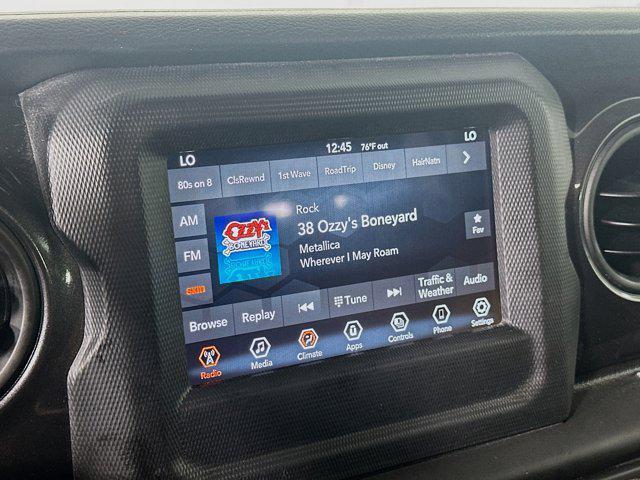 LO 12:45 76°F out LO
80s on 8 ClsRewnd 1st Wave RoadTrip Disney HairNatn
AM
FM
Rock
38 Ozzy's Boneyard
Metallica
Wherever I May Roam
Fav
OZZY'S
BONEYARD
Browse Replay Tune Traffic & Weather Audio
Radio Media Climate Apps Controls Phone Settings